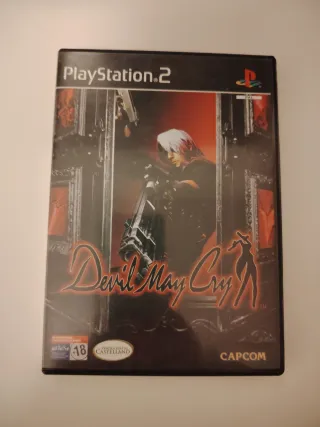 PlayStation®2
Devil May Cry
-18
CASTELLANO
CAPCOM